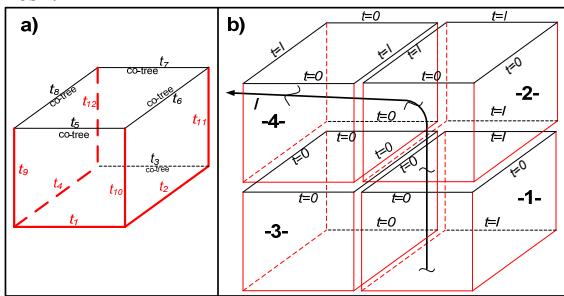 a)
t7
co-tree
t8
co-tree
t12
co-tree
t6
t5
co-tree
t11
t3
co-tree
t9
t4
t10
t2
t1
b)
t=0
t=0
t=l
t=l
t=l
t=0
t=0
t=0
-2-
l
-4-
t=0
t=l
t=0
t=l
t=0
t=0
t=0
t=0
t=0
t=0
-1-
-3-
t=0
t=l